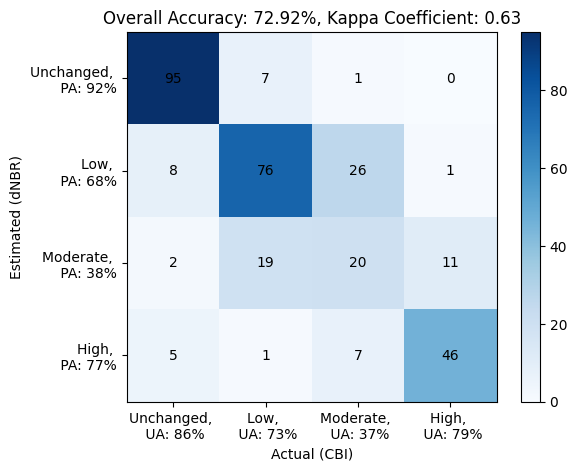 Overall Accuracy: 72.92%, Kappa Coefficient: 0.63
Estimated (dNBR)
Unchanged,
PA: 92%
95 7 1 0
Low,
PA: 68%
8 76 26 1
Moderate,
PA: 38%
2 19 20 11
High,
PA: 77%
5 1 7 46
Unchanged, Low, Moderate, High,
UA: 86% UA: 73% UA: 37% UA: 79%
Actual (CBI)
80
60
40
20
0